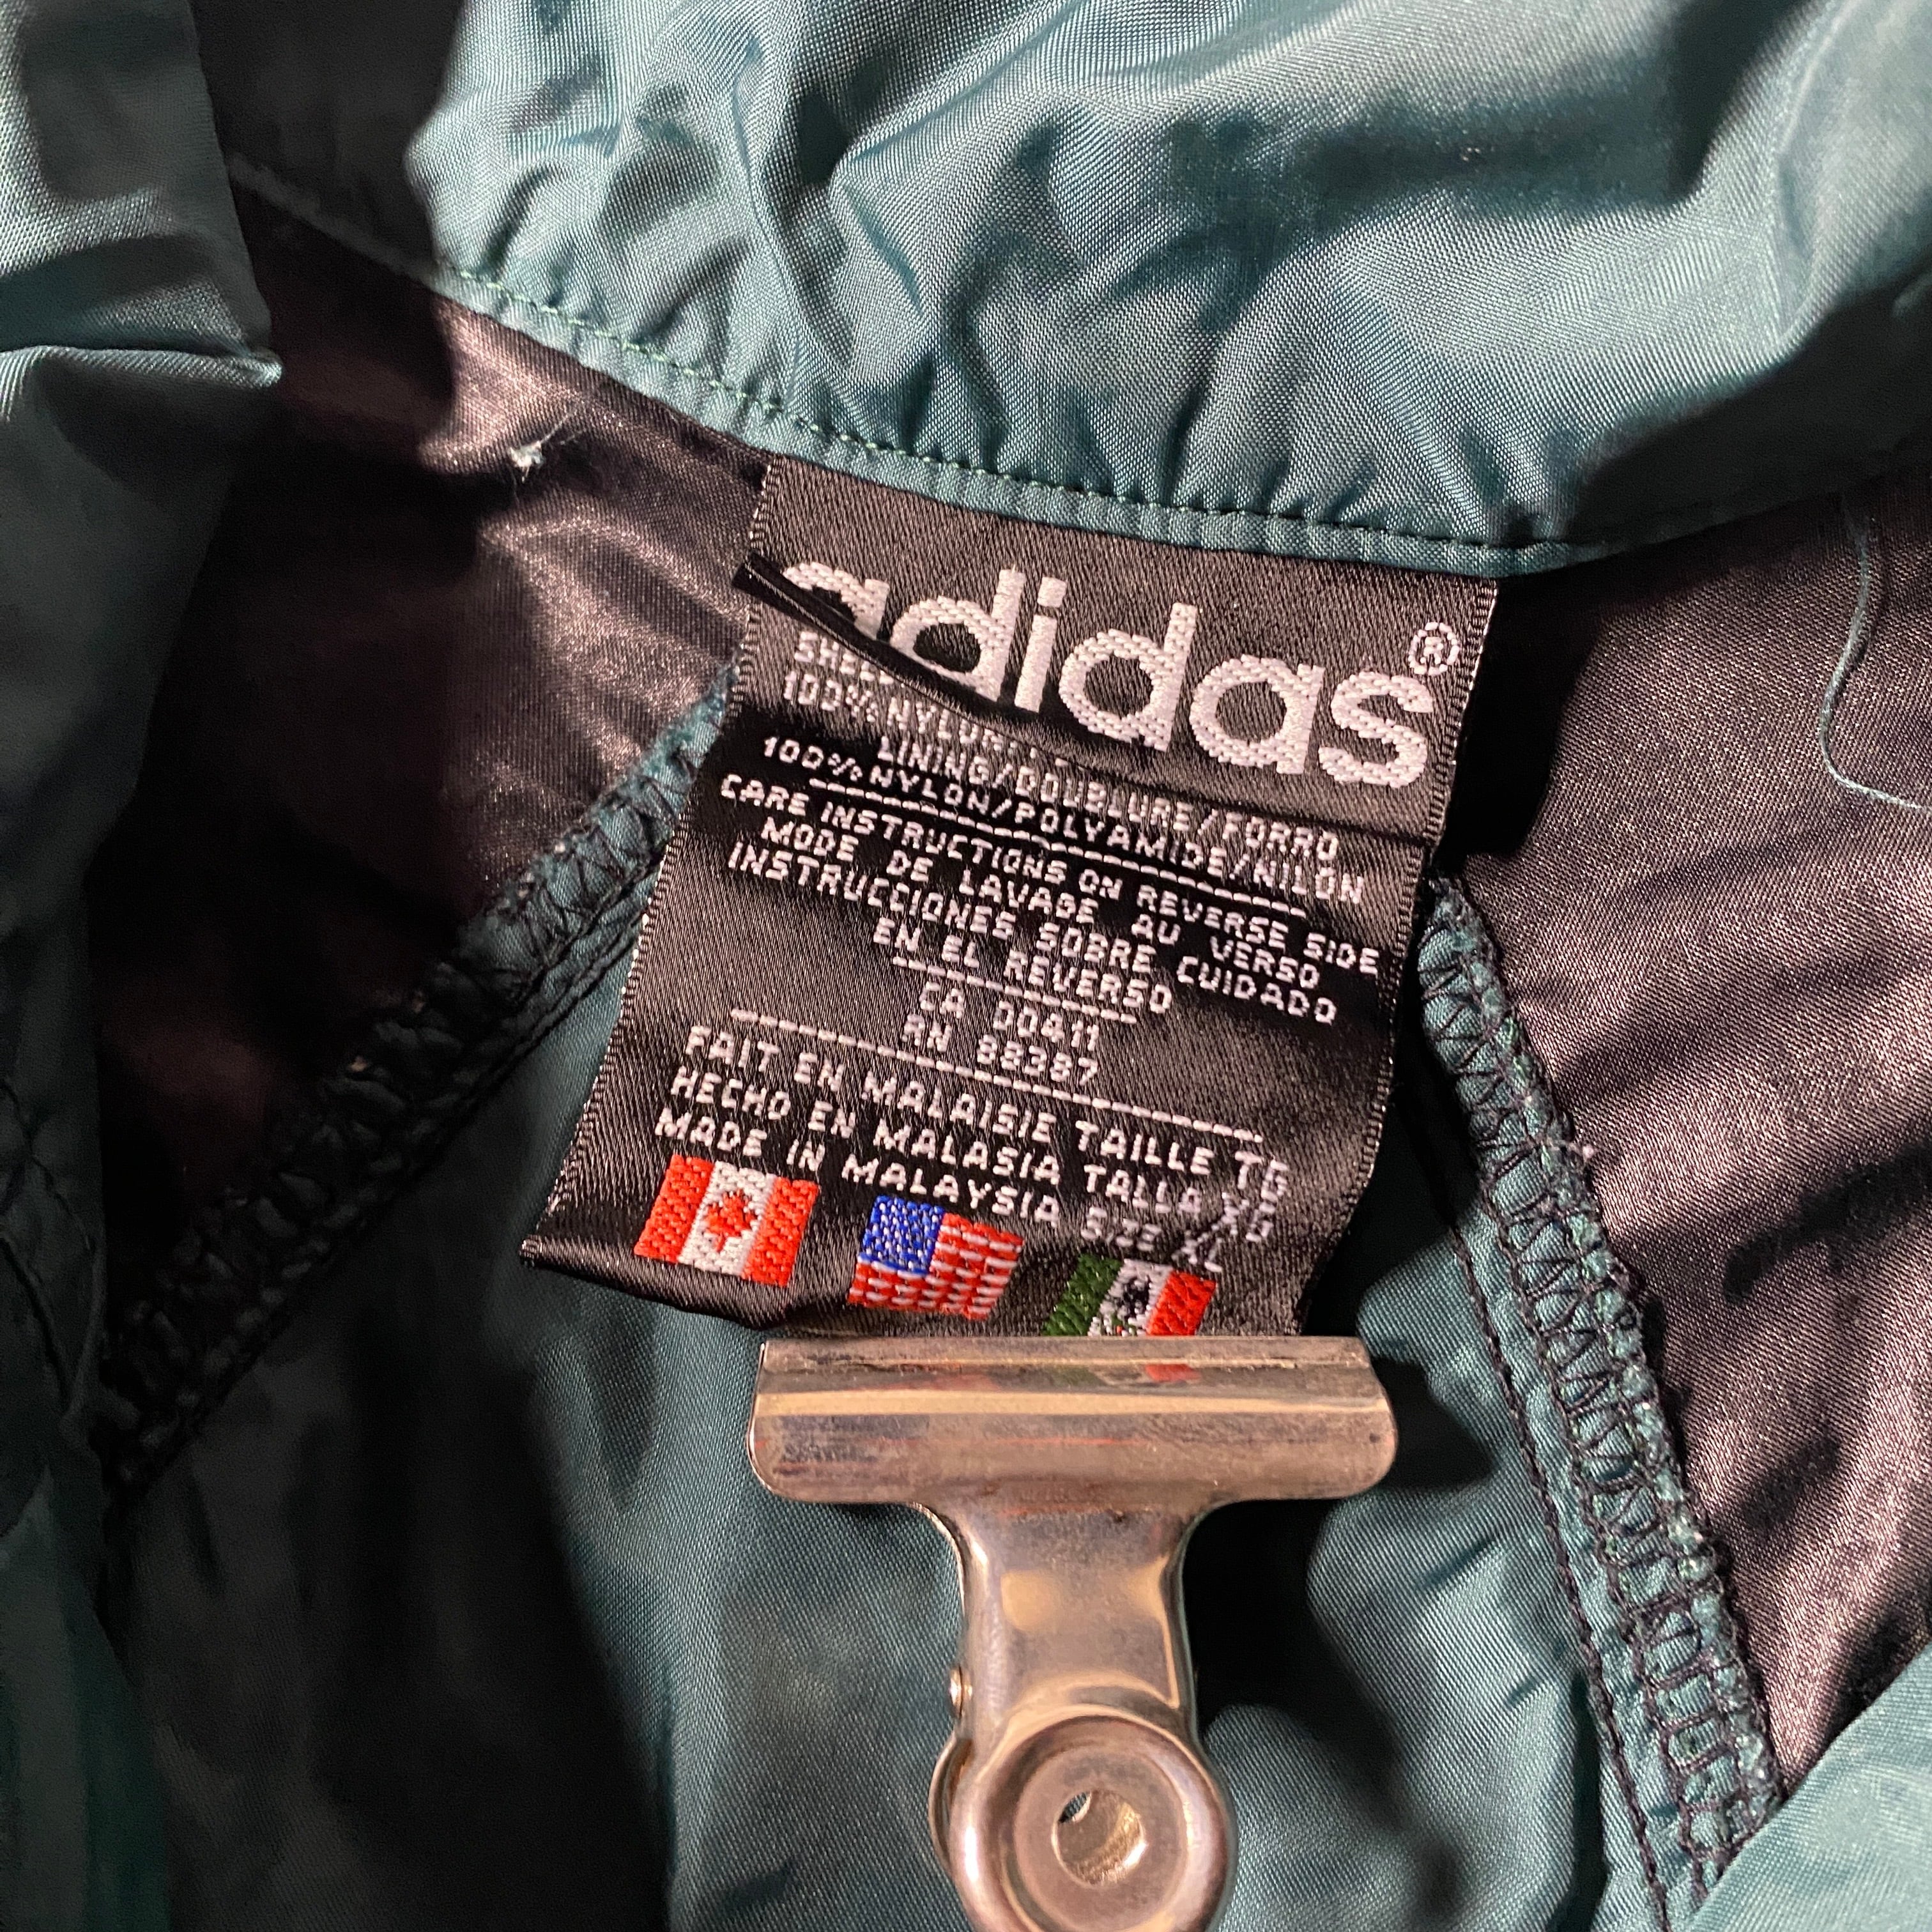 adidas®
100% NYLON
LINING/DOUBLURE/FORRO
100% NYLON/POLYAMIDE/NILON
CARE INSTRUCTIONS ON REVERSE SIDE
MODE DE LAVAGE AU VERSO
INSTRUCCIONES SOBRE CUIDADO
EN EL REVERSO
CA 00411
RN 88387
FAIT EN MALAISIE TAILLE TG
HECHO EN MALASIA TALLA XG
MADE IN MALAYSIA SIZE XL